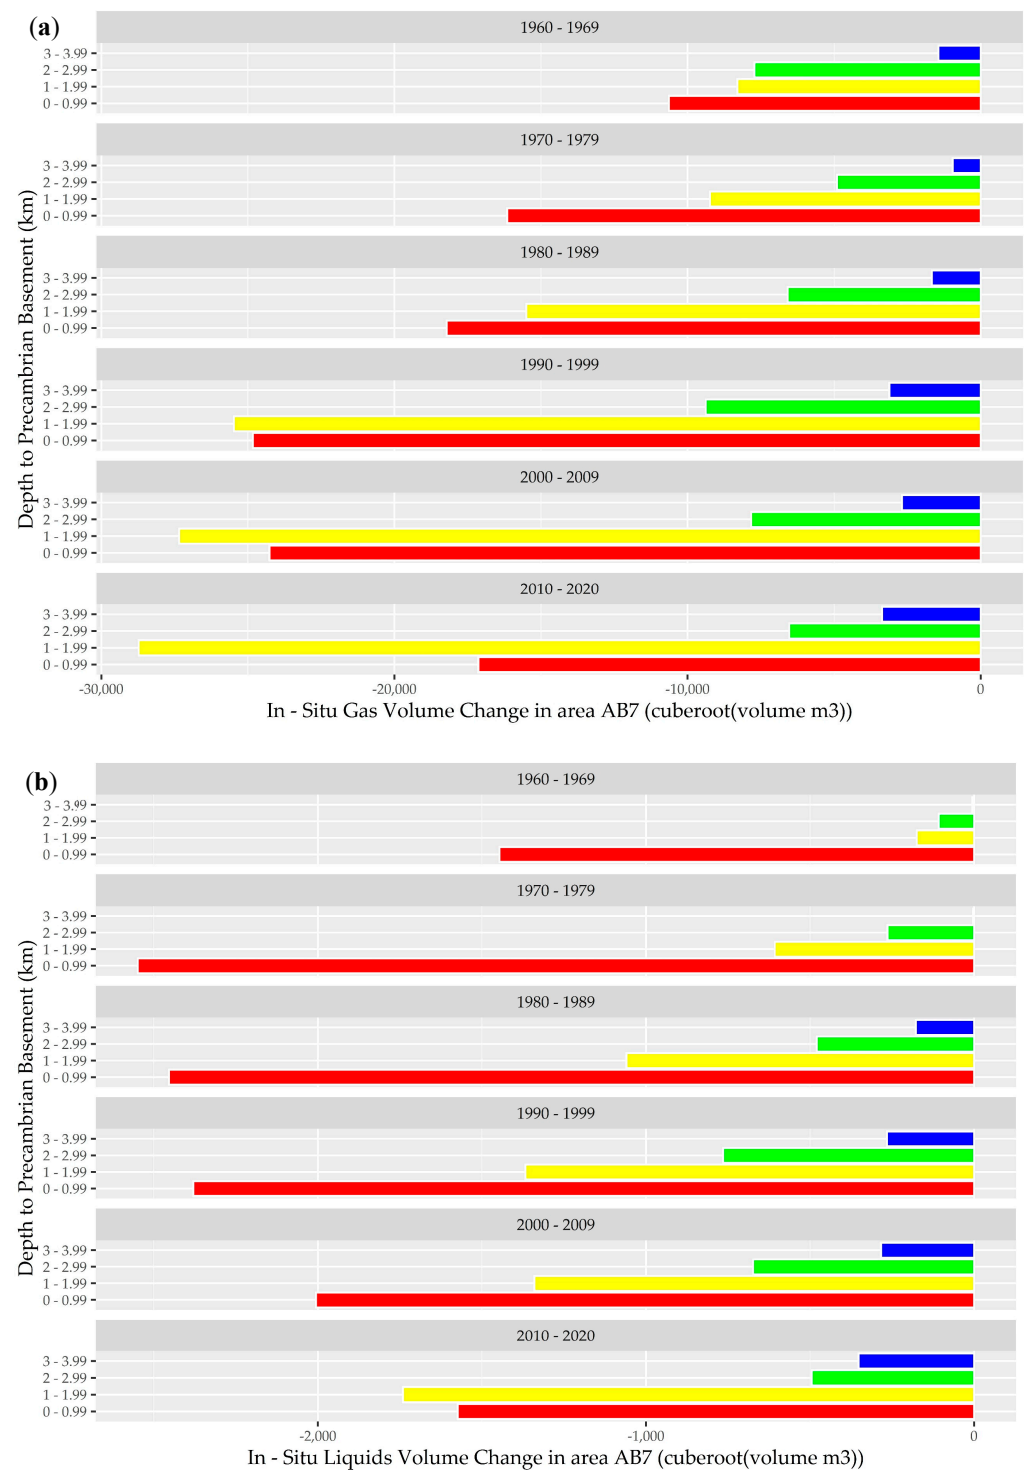 (a)
1960 - 1969
3 - 3.99
2 - 2.99
1 - 1.99
0 - 0.99
1970 - 1979
3 - 3.99
2 - 2.99
1 - 1.99
0 - 0.99
1980 - 1989
3 - 3.99
2 - 2.99
1 - 1.99
0 - 0.99
1990 - 1999
3 - 3.99
2 - 2.99
1 - 1.99
0 - 0.99
2000 - 2009
3 - 3.99
2 - 2.99
1 - 1.99
0 - 0.99
2010 - 2020
3 - 3.99
2 - 2.99
1 - 1.99
0 - 0.99
Depth to Precambrian Basement (km)
-30,000 -20,000 -10,000 0
In - Situ Gas Volume Change in area AB7 (cuberoot(volume m3))
(b)
1960 - 1969
3 - 3.99
2 - 2.99
1 - 1.99
0 - 0.99
1970 - 1979
3 - 3.99
2 - 2.99
1 - 1.99
0 - 0.99
1980 - 1989
3 - 3.99
2 - 2.99
1 - 1.99
0 - 0.99
1990 - 1999
3 - 3.99
2 - 2.99
1 - 1.99
0 - 0.99
2000 - 2009
3 - 3.99
2 - 2.99
1 - 1.99
0 - 0.99
2010 - 2020
3 - 3.99
2 - 2.99
1 - 1.99
0 - 0.99
Depth to Precambrian Basement (km)
-2,000 -1,000 0
In - Situ Liquids Volume Change in area AB7 (cuberoot(volume m3))